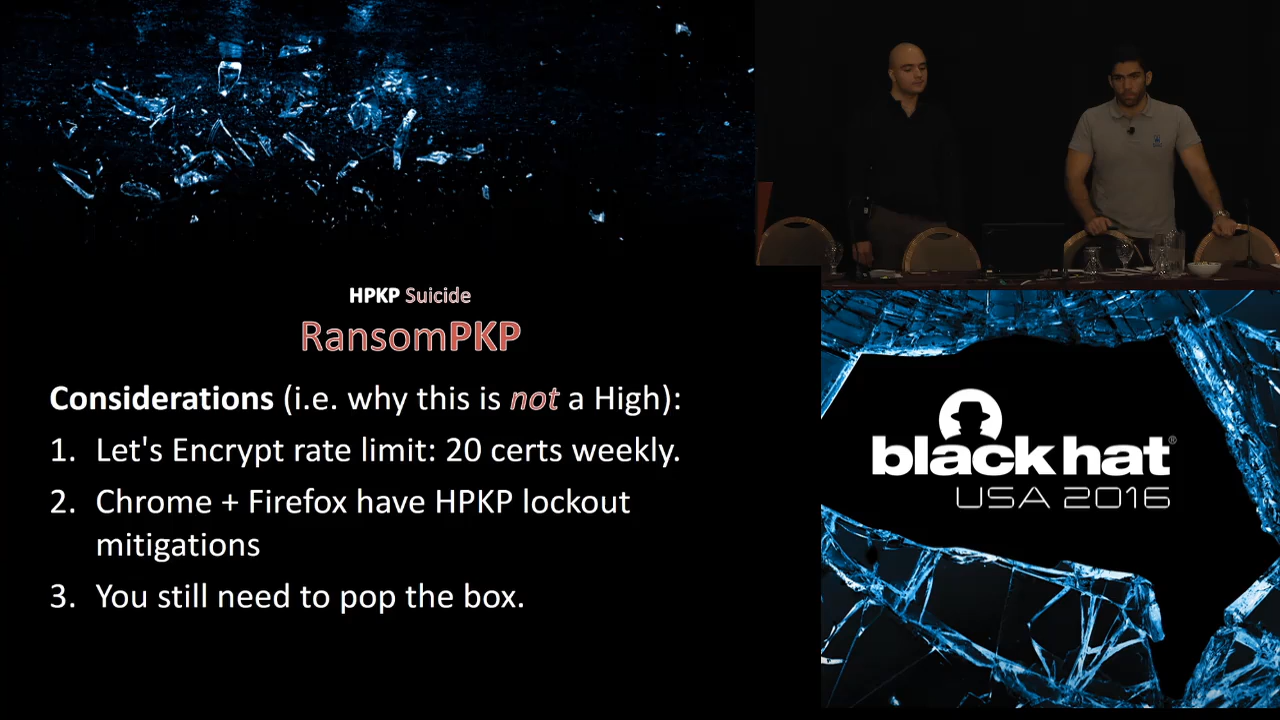 HPKP Suicide
RansomPKP
Considerations (i.e. why this is not a High):
1. Let's Encrypt rate limit: 20 certs weekly.
2. Chrome + Firefox have HPKP lockout
mitigations
3. You still need to pop the box.
black hat®
USA 2016